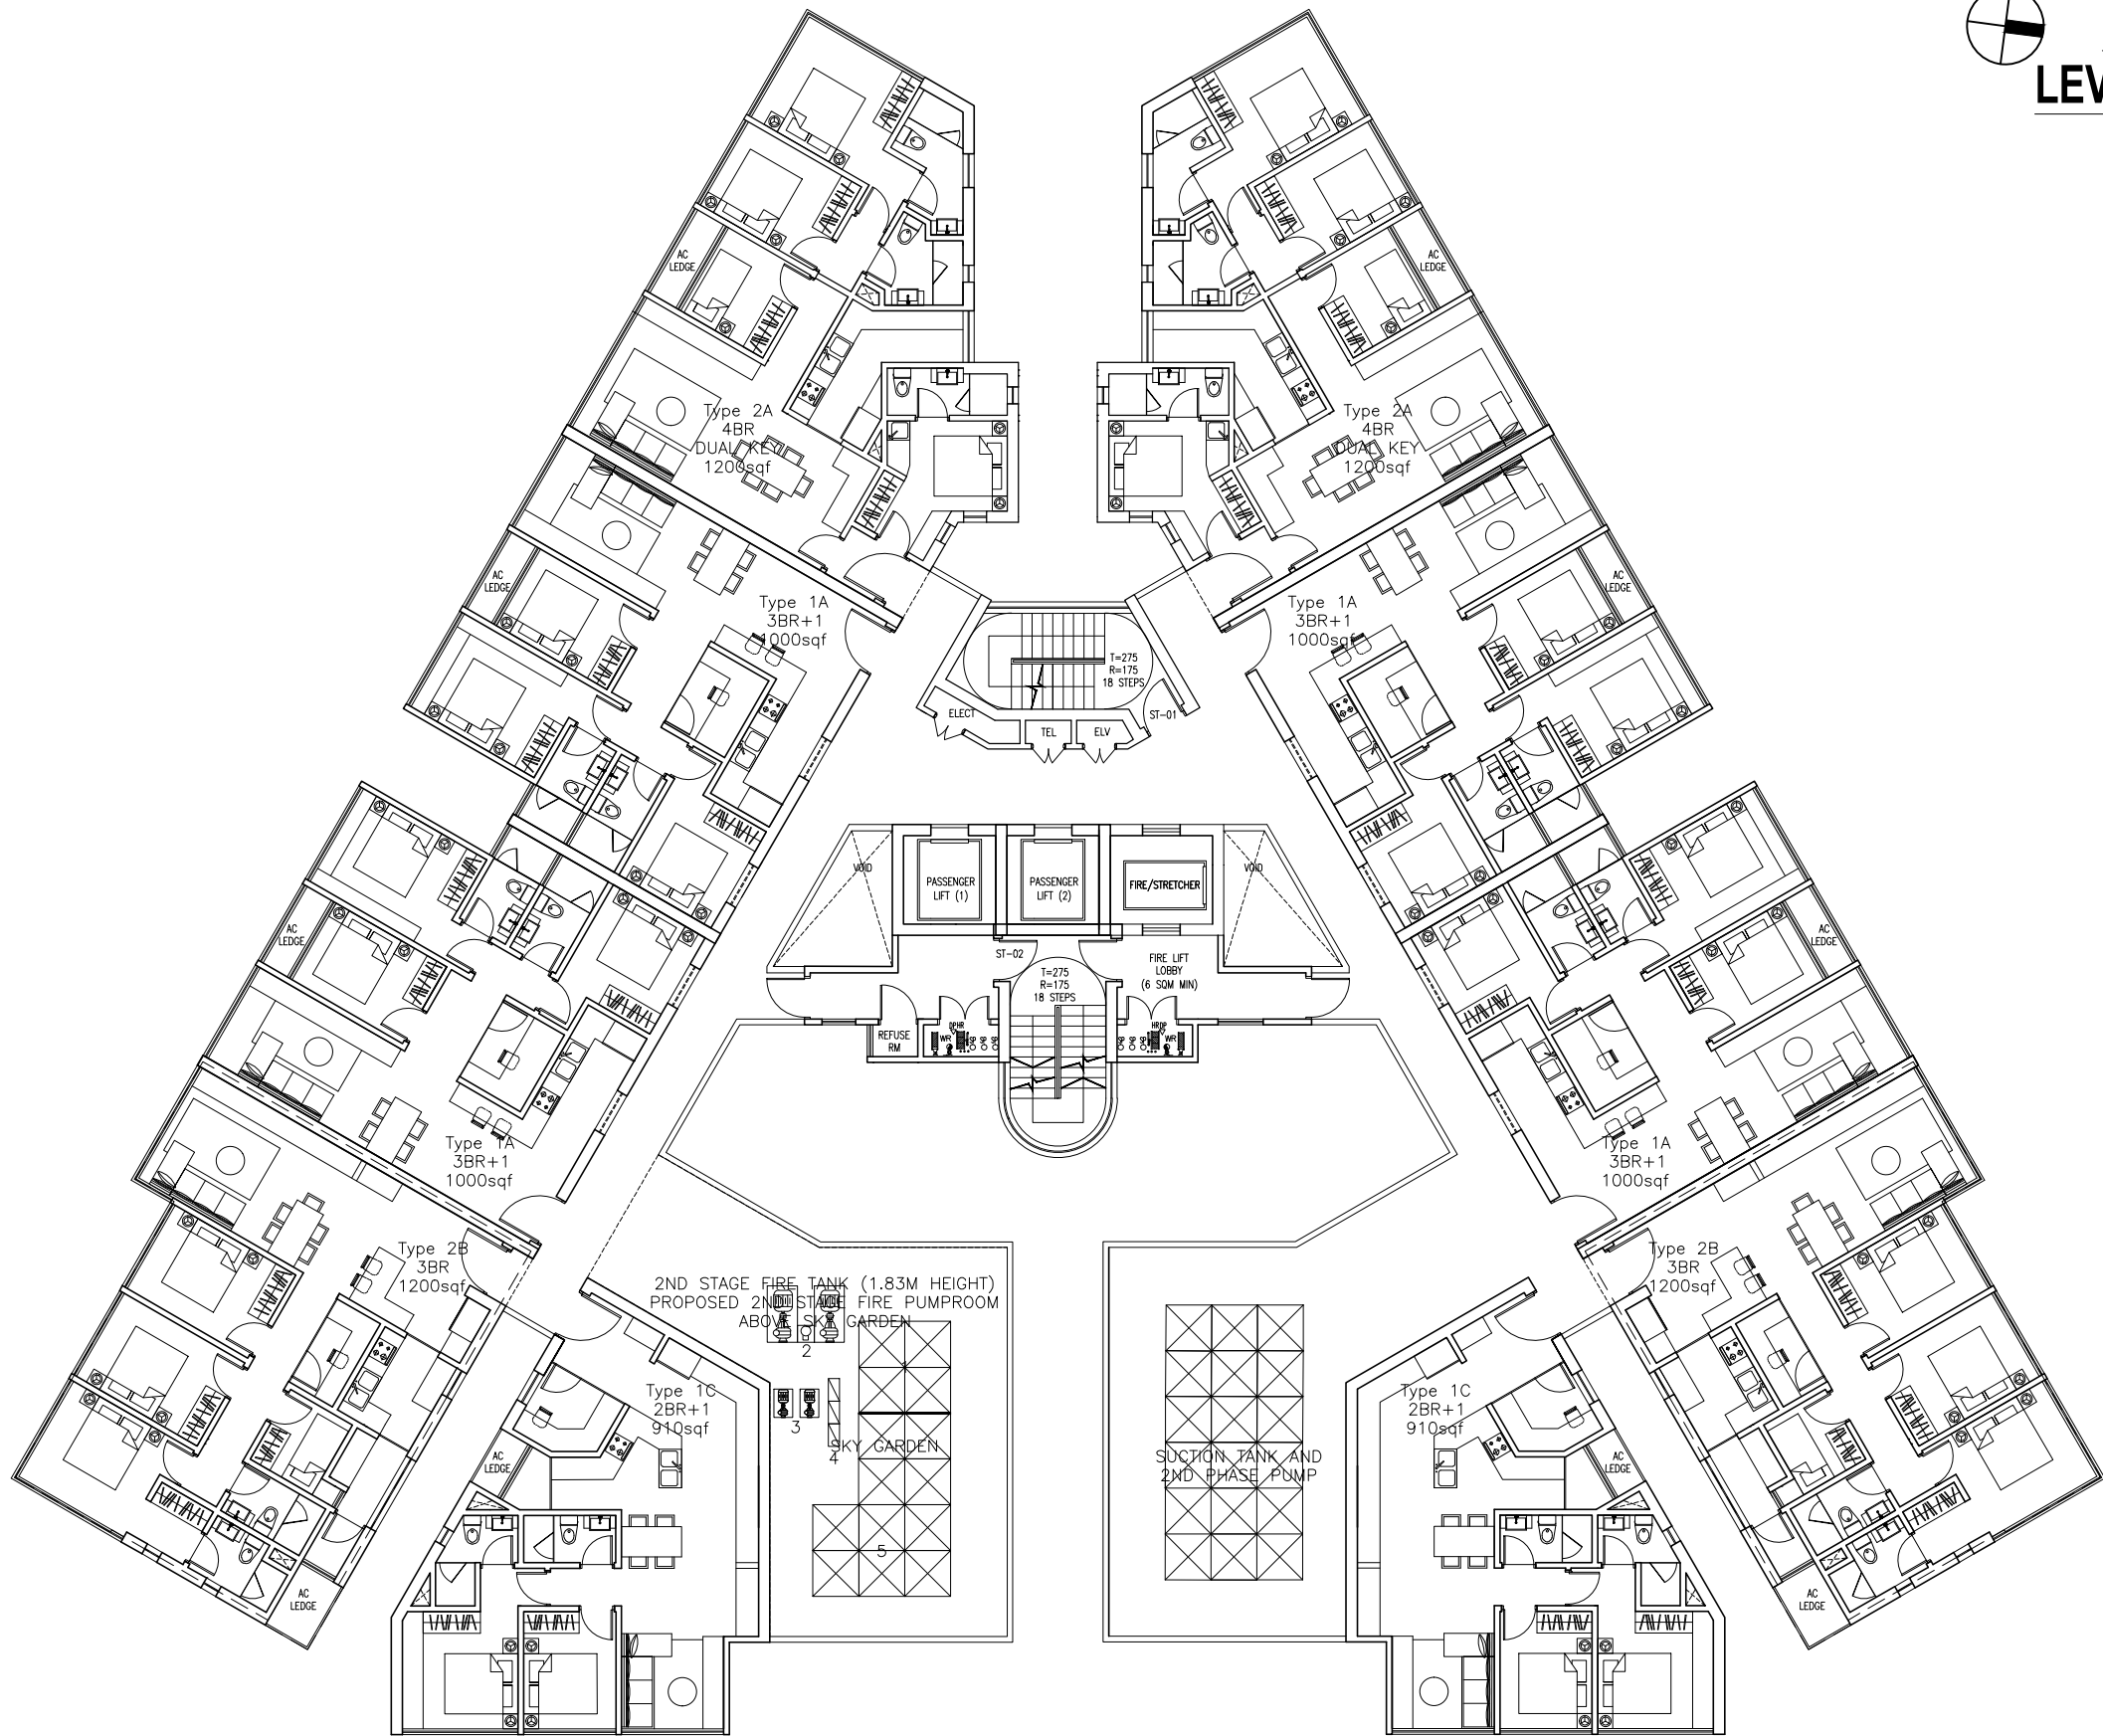 LEV
AC
LEDGE
AC
LEDGE
Type 2A
4BR
DUAL KEY
1200sqf
Type 2A
4BR
DUAL KEY
1200sqf
AC
LEDGE
AC
LEDGE
Type 1A
3BR+1
1000sqf
Type 1A
3BR+1
1000sqf
T=275
R=175
18 STEPS
ELECT
TEL
ELV
ST-01
VOID
PASSENGER
LIFT (1)
PASSENGER
LIFT (2)
FIRE/STRETCHER
VOID
AC
LEDGE
AC
LEDGE
ST-02
T=275
R=175
18 STEPS
FIRE LIFT
LOBBY
(6 SQM MIN)
REFUSE
RM
DP HR
WR
HR DP
WR
Type 1A
3BR+1
1000sqf
Type 1A
3BR+1
1000sqf
Type 2B
3BR
1200sqf
Type 2B
3BR
1200sqf
2ND STAGE FIRE TANK (1.83M HEIGHT)
PROPOSED 2ND STAGE FIRE PUMPROOM
ABOVE SKY GARDEN
2
1
Type 1C
2BR+1
910sqf
3
4
SKY GARDEN
5
SUCTION TANK AND
2ND PHASE PUMP
Type 1C
2BR+1
910sqf
AC
LEDGE
AC
LEDGE
AC
LEDGE
AC
LEDGE